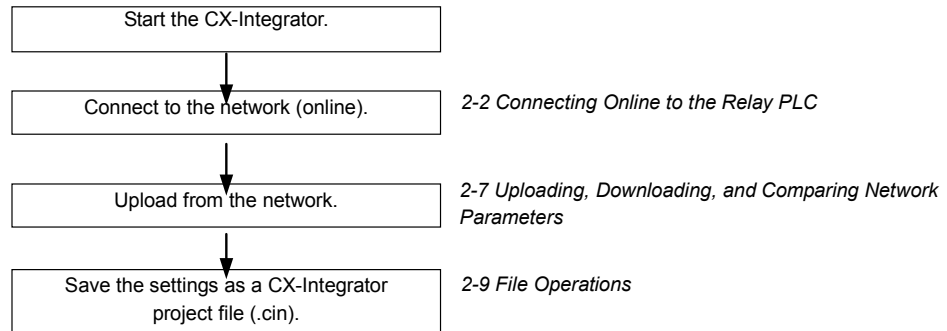 Start the CX-Integrator.
Connect to the network (online).
2-2 Connecting Online to the Relay PLC
Upload from the network.
2-7 Uploading, Downloading, and Comparing Network
Parameters
Save the settings as a CX-Integrator
project file (.cin).
2-9 File Operations